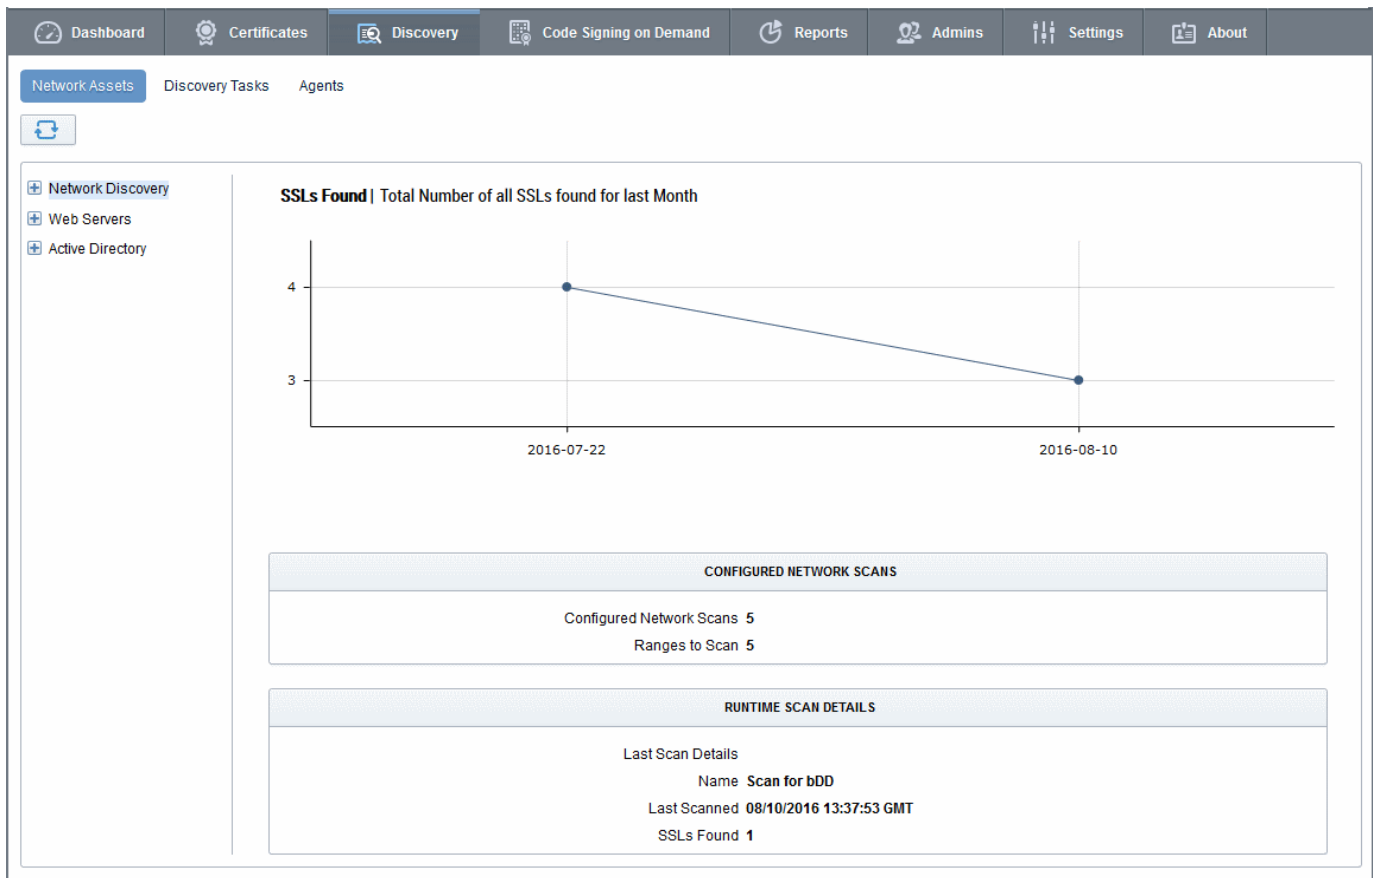 Dashboard Certificates Discovery Code Signing on Demand Reports Admins Settings About
Network Assets Discovery Tasks Agents
Network Discovery
Web Servers
Active Directory
SSLs Found | Total Number of all SSLs found for last Month
4
3
2016-07-22 2016-08-10
CONFIGURED NETWORK SCANS
Configured Network Scans 5
Ranges to Scan 5
RUNTIME SCAN DETAILS
Last Scan Details
Name Scan for bDD
Last Scanned 08/10/2016 13:37:53 GMT
SSLs Found 1